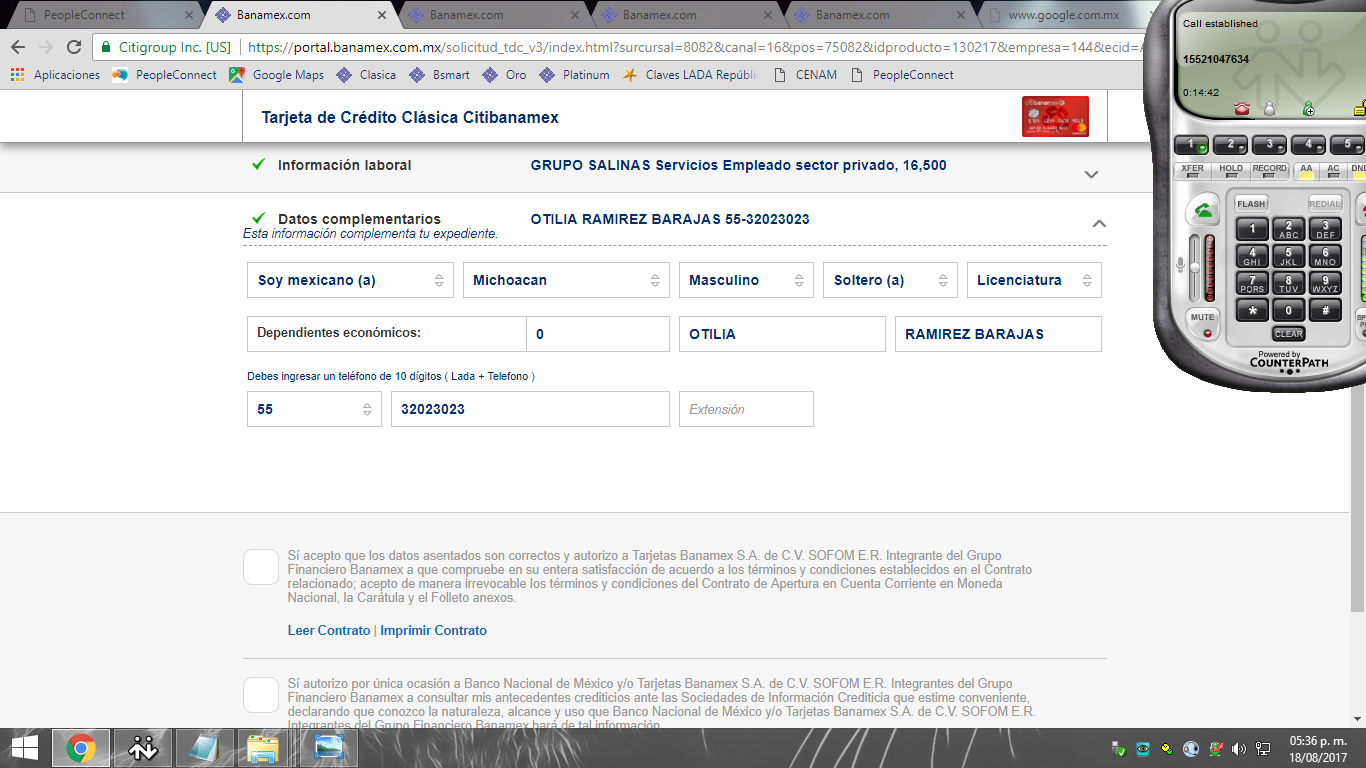 PeopleConnect
Banamex.com
Banamex.com
Banamex.com
Banamex.com
www.google.com.mx
Citigroup Inc. [US]
https://portal.banamex.com.mx/solicitud_tdc_v3/index.html?surcursal=8082&canal=16&pos=75082&idproducto=130217&empresa=144&ecid=
Aplicaciones
PeopleConnect
Google Maps
Clasica
Bsmart
Oro
Platinum
Claves LADA Repúblic
CENAM
PeopleConnect
Call established
15521047634
0:14:42
1 2 3 4 5
XFER HOLD RECORD AA AC DND
FLASH REDIAL
1 2 ABC 3 DEF
4 GHI 5 JKL 6 MNO
7 PQRS 8 TUV 9 WXYZ
* 0 #
MUTE
CLEAR
Powered by
COUNTERPATH
Tarjeta de Crédito Clásica Citibanamex
Información laboral
GRUPO SALINAS Servicios Empleado sector privado, 16,500
Datos complementarios
OTILIA RAMIREZ BARAJAS 55-32023023
Esta información complementa tu expediente.
Soy mexicano (a)
Michoacan
Masculino
Soltero (a)
Licenciatura
Dependientes económicos:
0
OTILIA
RAMIREZ BARAJAS
Debes ingresar un teléfono de 10 dígitos ( Lada + Telefono )
55
32023023
Extensión
Sí acepto que los datos asentados son correctos y autorizo a Tarjetas Banamex S.A. de C.V. SOFOM E.R. Integrante del Grupo
Financiero Banamex a que compruebe en su entera satisfacción de acuerdo a los términos y condiciones establecidos en el Contrato
relacionado; acepto de manera irrevocable los términos y condiciones del Contrato de Apertura en Cuenta Corriente en Moneda
Nacional, la Carátula y el Folleto anexos.
Leer Contrato | Imprimir Contrato
Sí autorizo por única ocasión a Banco Nacional de México y/o Tarjetas Banamex S.A. de C.V. SOFOM E.R. Integrantes del Grupo
Financiero Banamex a consultar mis antecedentes crediticios ante las Sociedades de Información Crediticia que estime conveniente,
declarando que conozco la naturaleza, alcance y uso que Banco Nacional de México y/o Tarjetas Banamex S.A. de C.V. SOFOM E.R.
Integrantes del Grupo Financiero Banamex hará de tal información
05:36 p. m.
18/08/2017